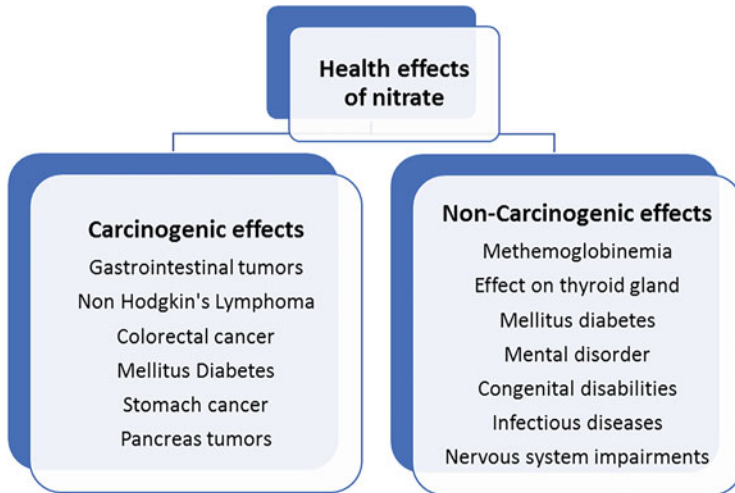 Health effects
of nitrate
Carcinogenic effects
Gastrointestinal tumors
Non Hodgkin's Lymphoma
Colorectal cancer
Mellitus Diabetes
Stomach cancer
Pancreas tumors
Non-Carcinogenic effects
Methemoglobinemia
Effect on thyroid gland
Mellitus diabetes
Mental disorder
Congenital disabilities
Infectious diseases
Nervous system impairments